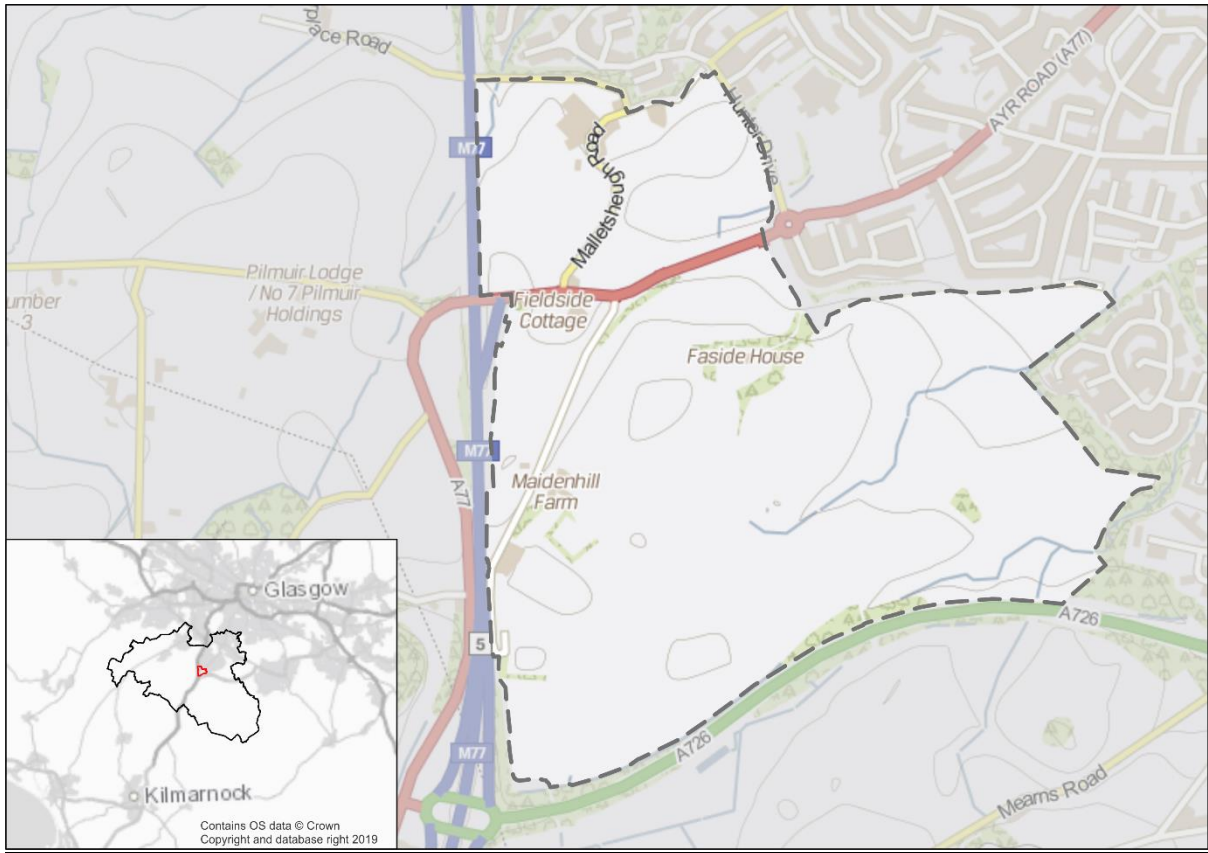 place Road
M77
Malletsheugh Road
Hunter Drive
AYR ROAD (A77)
Pilmuir Lodge
/ No 7 Pilmuir
Holdings
umber
3
Fieldside
Cottage
Faside House
M77
A77
Maidenhill
Farm
5
A726
M77
A726
Mearns Road
Glasgow
Kilmarnock
Contains OS data © Crown
Copyright and database right 2019